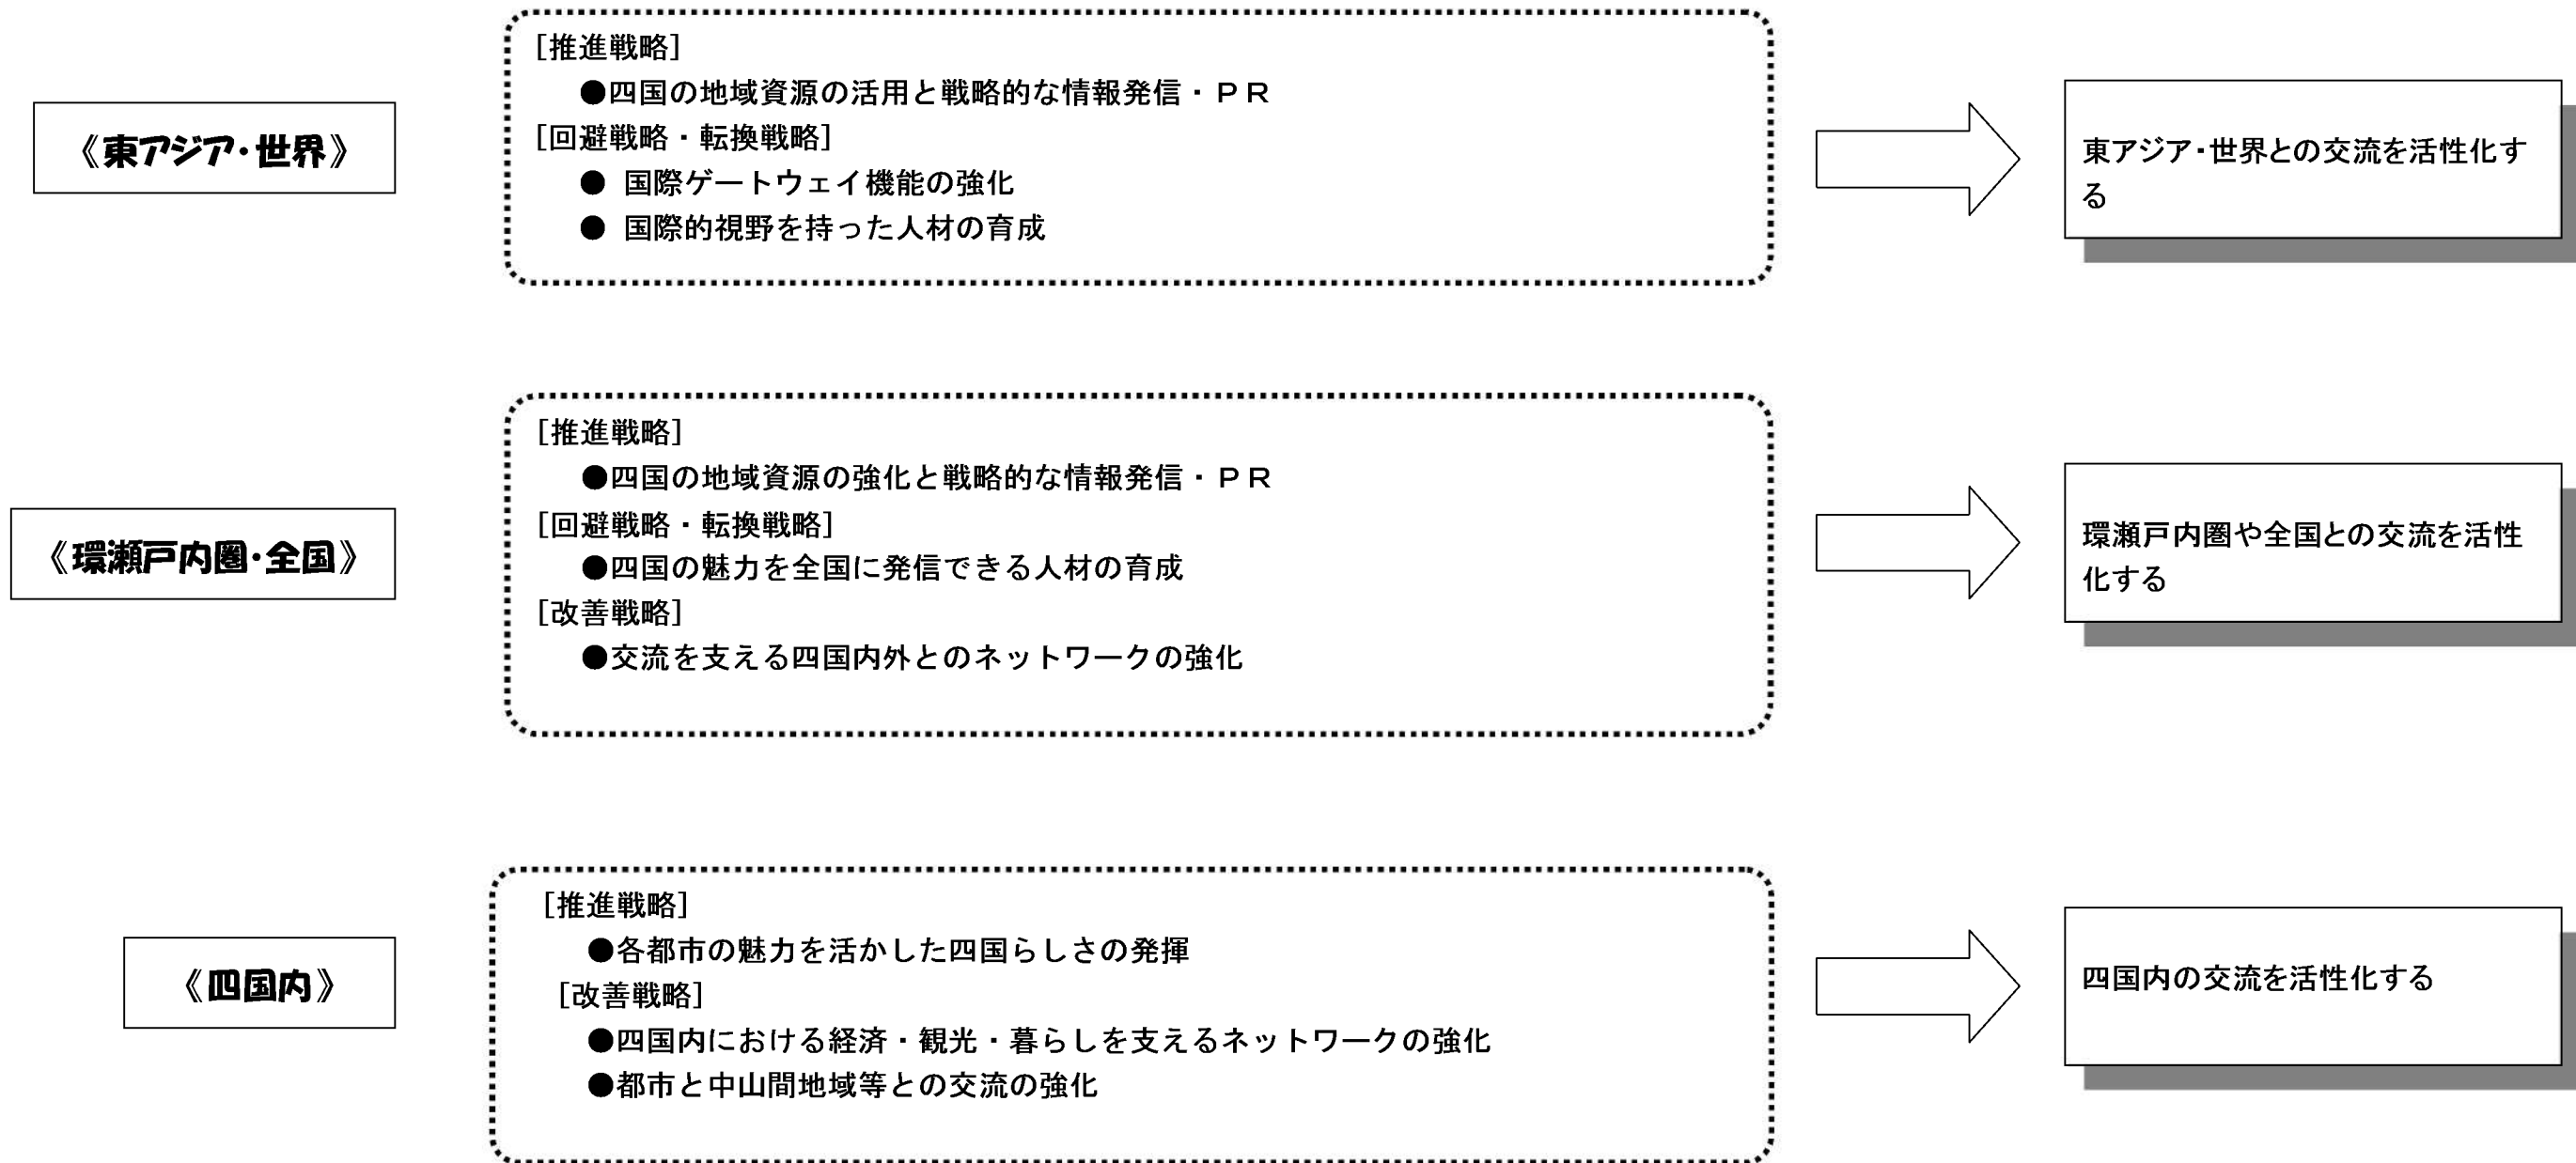 《東アジア・世界》
[推進戦略]
●四国の地域資源の活用と戦略的な情報発信・ＰＲ
[回避戦略・転換戦略]
● 国際ゲートウェイ機能の強化
● 国際的視野を持った人材の育成
東アジア・世界との交流を活性化す
る
《環瀬戸内圏・全国》
[推進戦略]
●四国の地域資源の強化と戦略的な情報発信・ＰＲ
[回避戦略・転換戦略]
●四国の魅力を全国に発信できる人材の育成
[改善戦略]
●交流を支える四国内外とのネットワークの強化
環瀬戸内圏や全国との交流を活性
化する
《四国内》
[推進戦略]
●各都市の魅力を活かした四国らしさの発揮
[改善戦略]
●四国内における経済・観光・暮らしを支えるネットワークの強化
●都市と中山間地域等との交流の強化
四国内の交流を活性化する